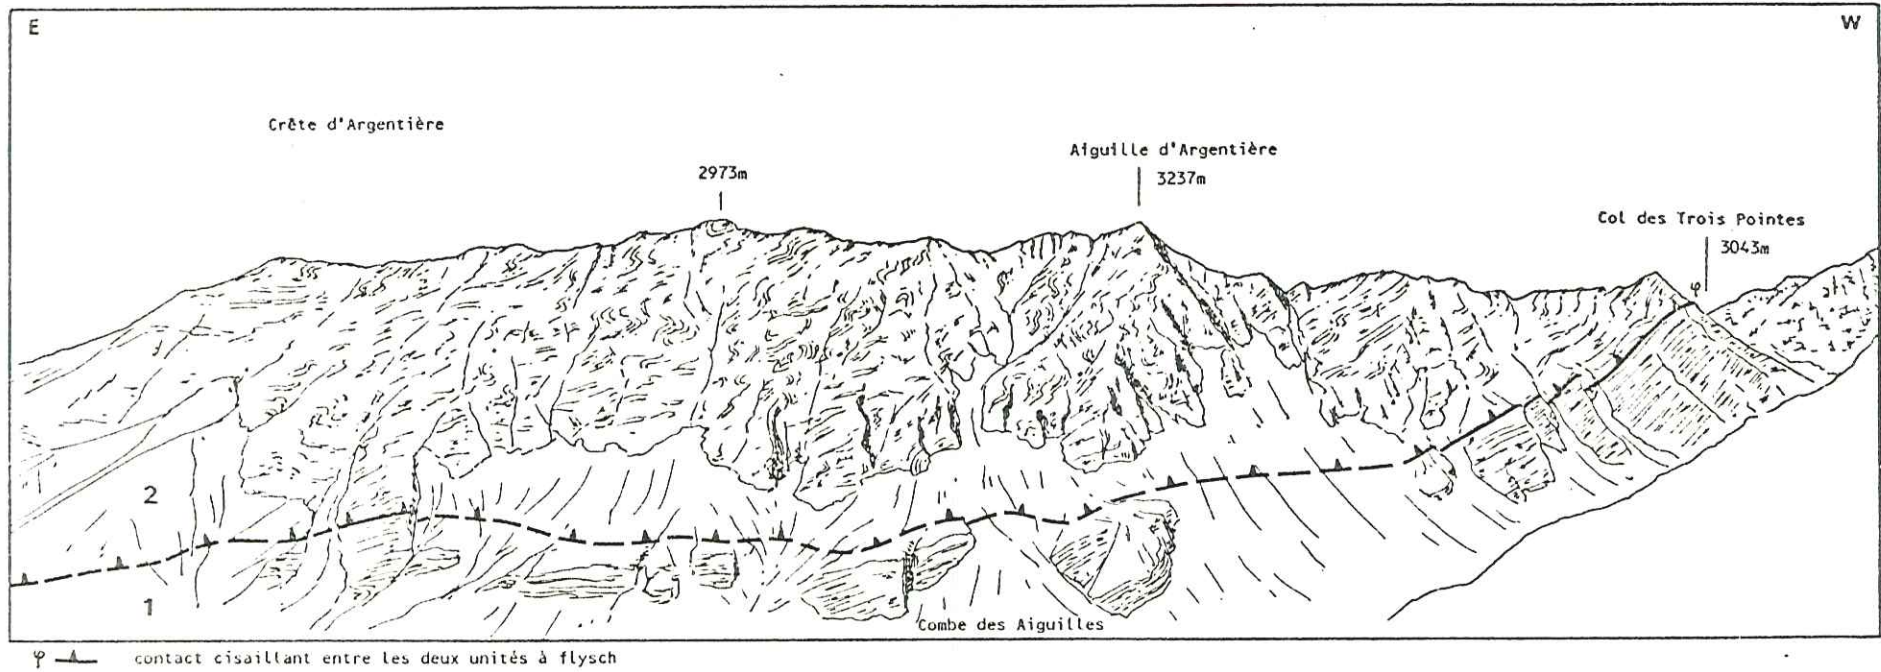 E
W
Crête d'Argentière
Aiguille d'Argentière
2973m
3237m
Col des Trois Pointes
3043m
φ
2
1
Combe des Aiguilles
φ contact cisaillant entre les deux unités à flysch